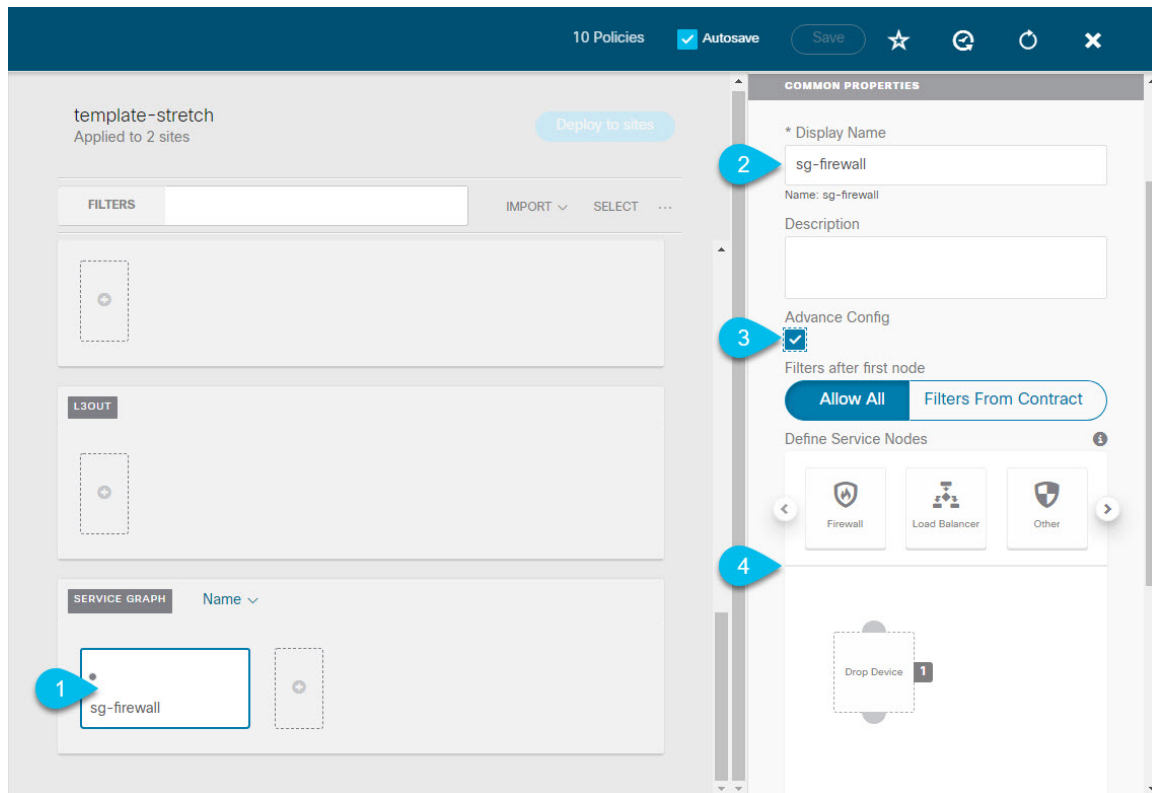 10 Policies Autosave Save
template-stretch
Applied to 2 sites
Deploy to sites
FILTERS IMPORT SELECT ...
L3OUT
SERVICE GRAPH Name
1
sg-firewall
COMMON PROPERTIES
* Display Name
2
sg-firewall
Name: sg-firewall
Description
Advance Config
3
Filters after first node
Allow All Filters From Contract
Define Service Nodes
Firewall Load Balancer Other
4
Drop Device 1